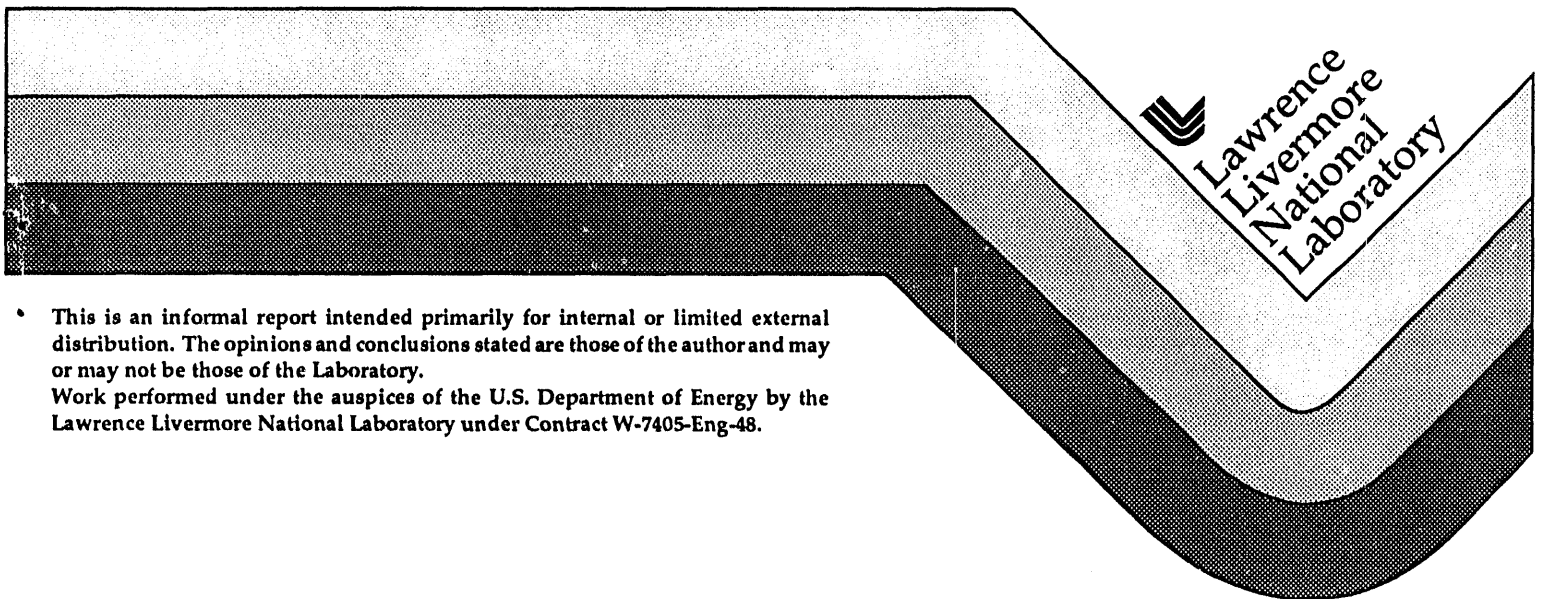 Lawrence
Livermore
National
Laboratory
This is an informal report intended primarily for internal or limited external
distribution. The opinions and conclusions stated are those of the author and may
or may not be those of the Laboratory.
Work performed under the auspices of the U.S. Department of Energy by the
Lawrence Livermore National Laboratory under Contract W-7405-Eng-48.